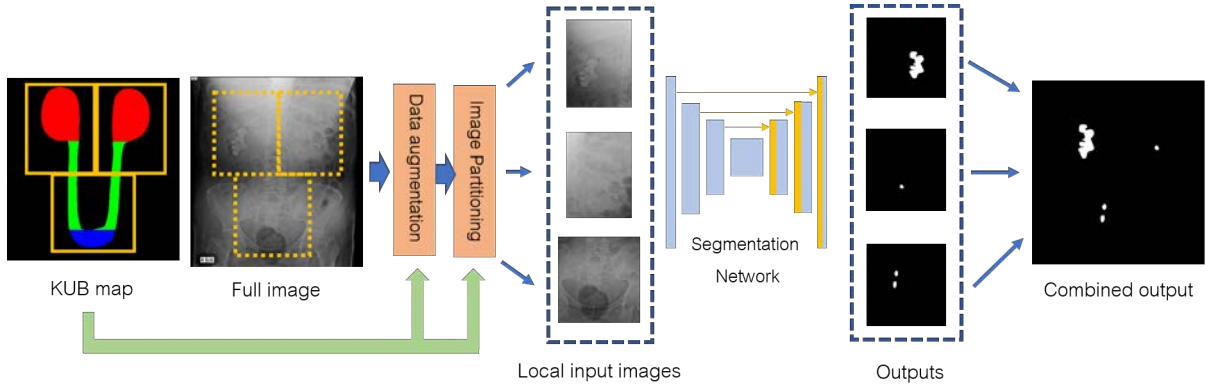 KUB map
Full image
Data augmentation
Image Partitioning
Local input images
Segmentation
Network
Outputs
Combined output